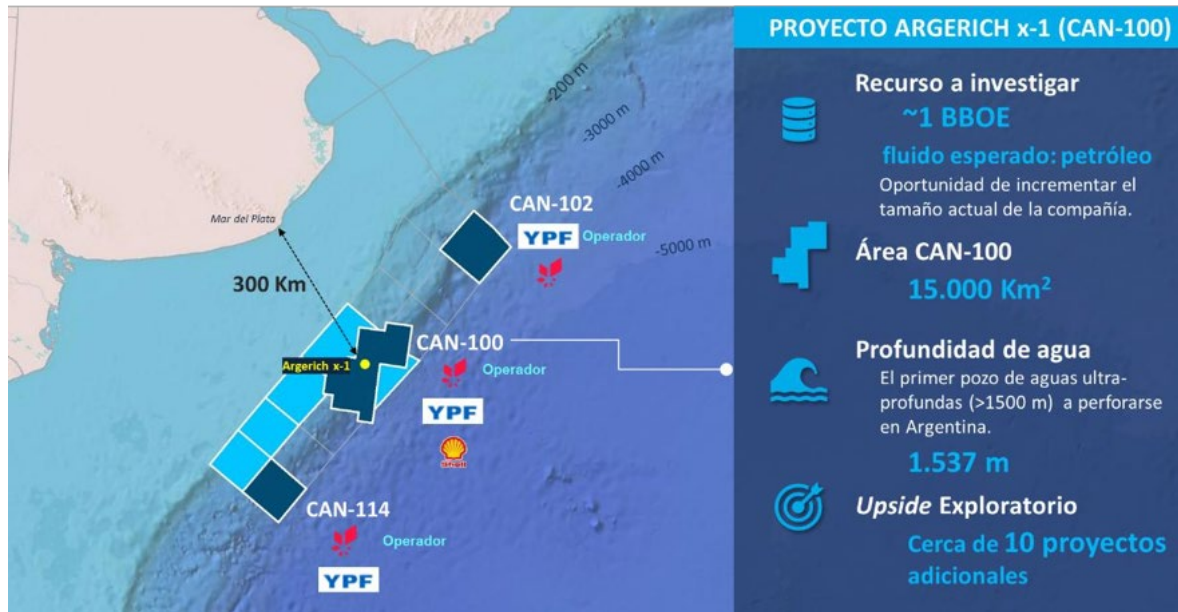 -200 m
-3000 m
-4000 m
-5000 m
Mar del Plata
300 Km
CAN-102
YPF Operador
CAN-100
Argerich x-1
Operador
YPF
Shell
CAN-114
Operador
YPF
PROYECTO ARGERICH x-1 (CAN-100)
Recurso a investigar
~1 BBOE
fluido esperado: petróleo
Oportunidad de incrementar el
tamaño actual de la compañía.
Área CAN-100
15.000 Km²
Profundidad de agua
El primer pozo de aguas ultra-
profundas (>1500 m) a perforarse
en Argentina.
1.537 m
Upside Exploratorio
Cerca de 10 proyectos
adicionales